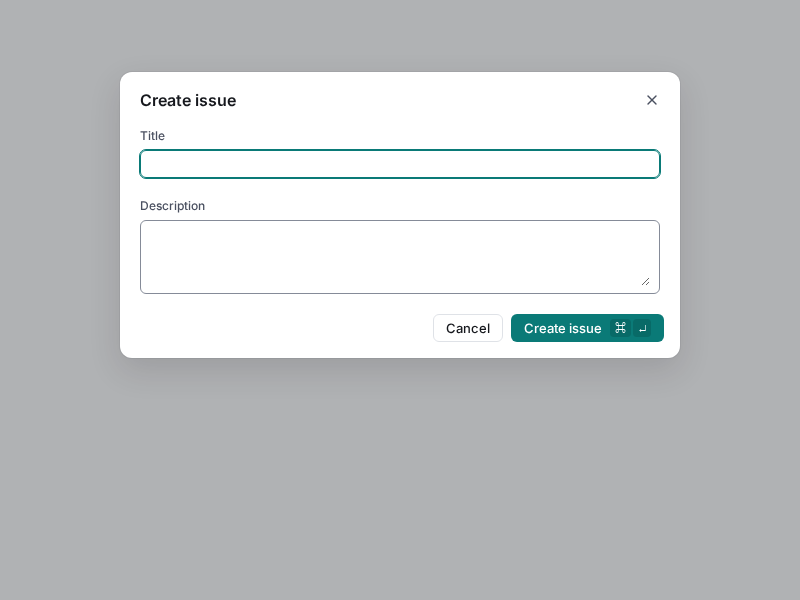 Create issue
Title
Description
Cancel
Create issue ⌘ ↵